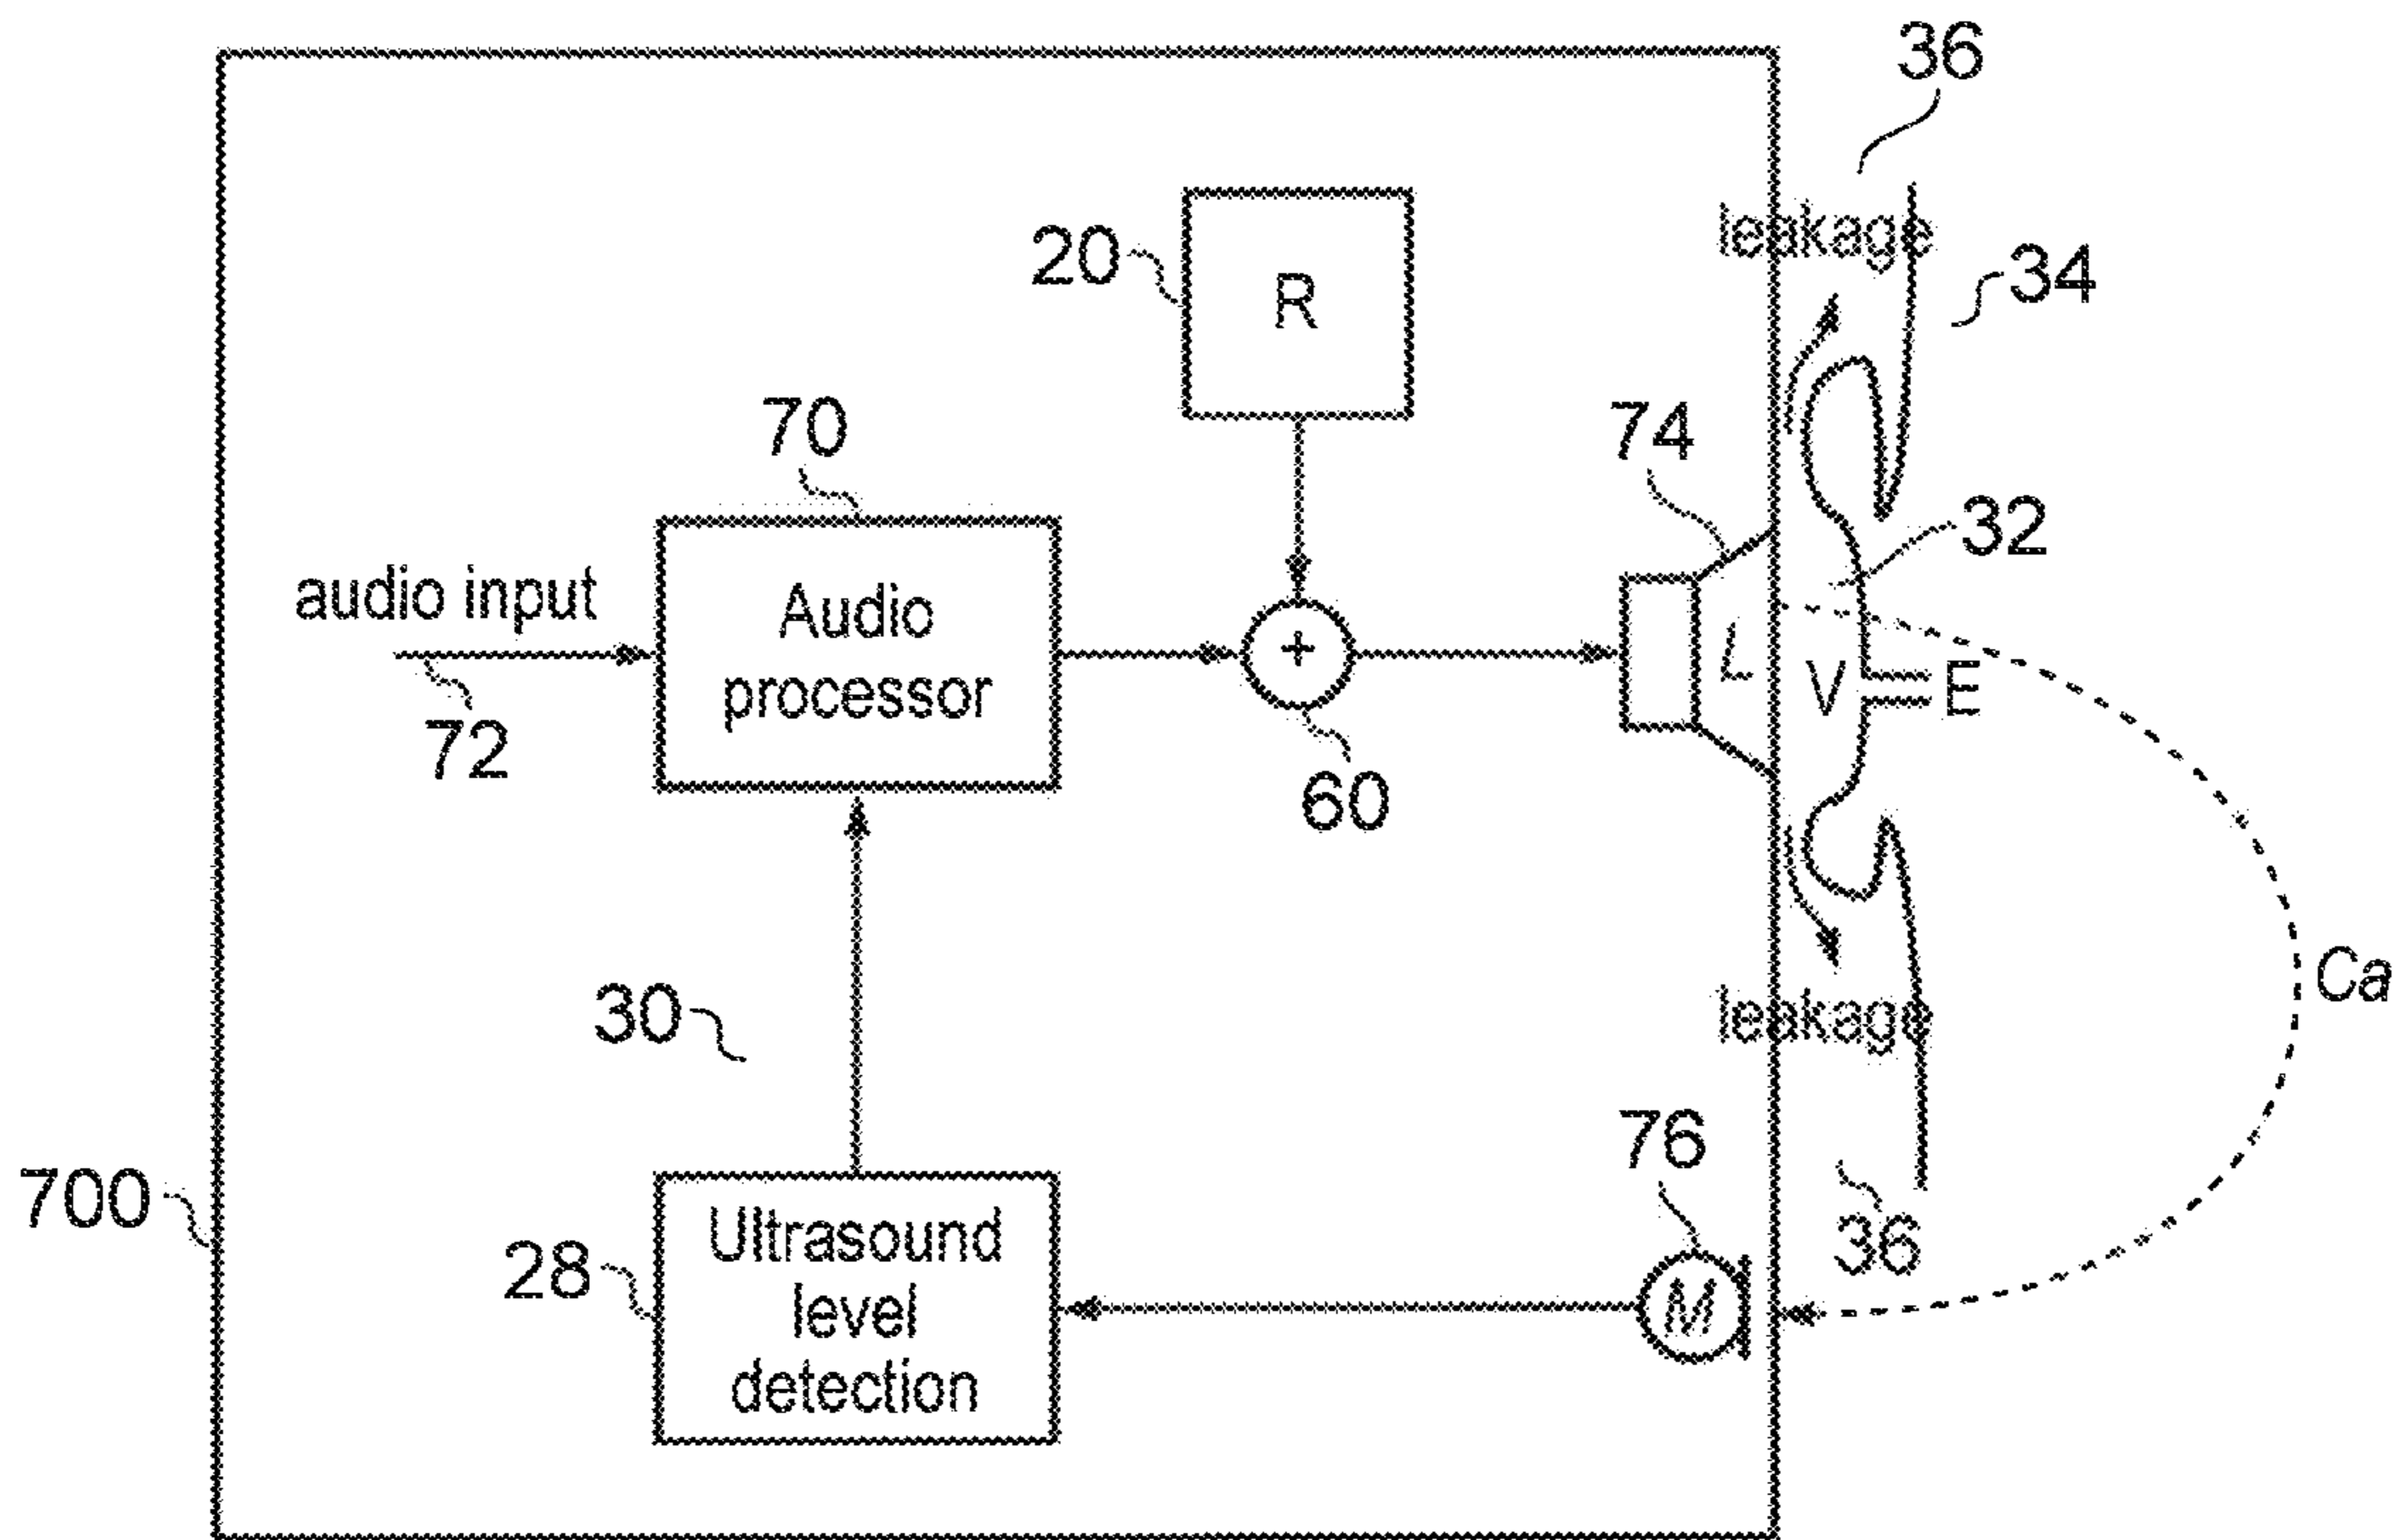 36
leakage
20
R
34
70
74
32
audio input
Audio
processor
+
L
V
E
72
60
Ca
30
leakage
76
700
28
Ultrasound
level
detection
M
36